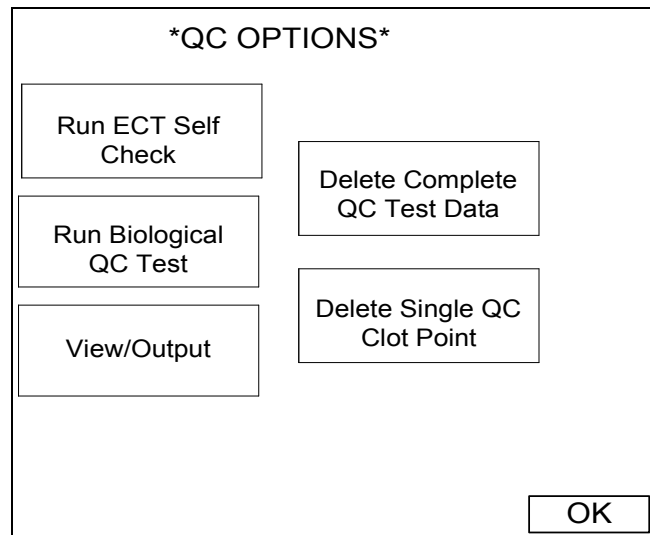 *QC OPTIONS*
Run ECT Self
Check
Run Biological
QC Test
View/Output
Delete Complete
QC Test Data
Delete Single QC
Clot Point
OK